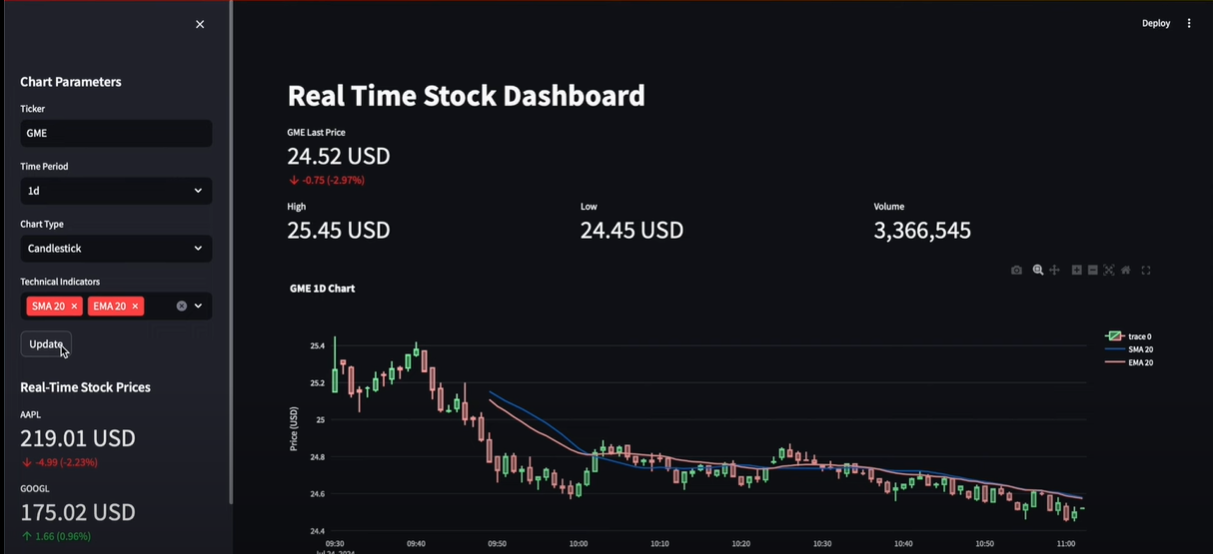 Deploy
Chart Parameters
Ticker
GME
Time Period
1d
Chart Type
Candlestick
Technical Indicators
SMA 20 ×
EMA 20 ×
Update
Real-Time Stock Prices
AAPL
219.01 USD
↓ -4.99 (-2.23%)
GOOGL
175.02 USD
↑ 1.66 (0.96%)
Real Time Stock Dashboard
GME Last Price
24.52 USD
↓ -0.75 (-2.97%)
High
25.45 USD
Low
24.45 USD
Volume
3,366,545
GME 1D Chart
trace 0
SMA 20
EMA 20
Price (USD)
25.4
25.2
25
24.8
24.6
24.4
09:30
09:40
09:50
10:00
10:10
10:20
10:30
10:40
10:50
11:00
Jul 24, 2024